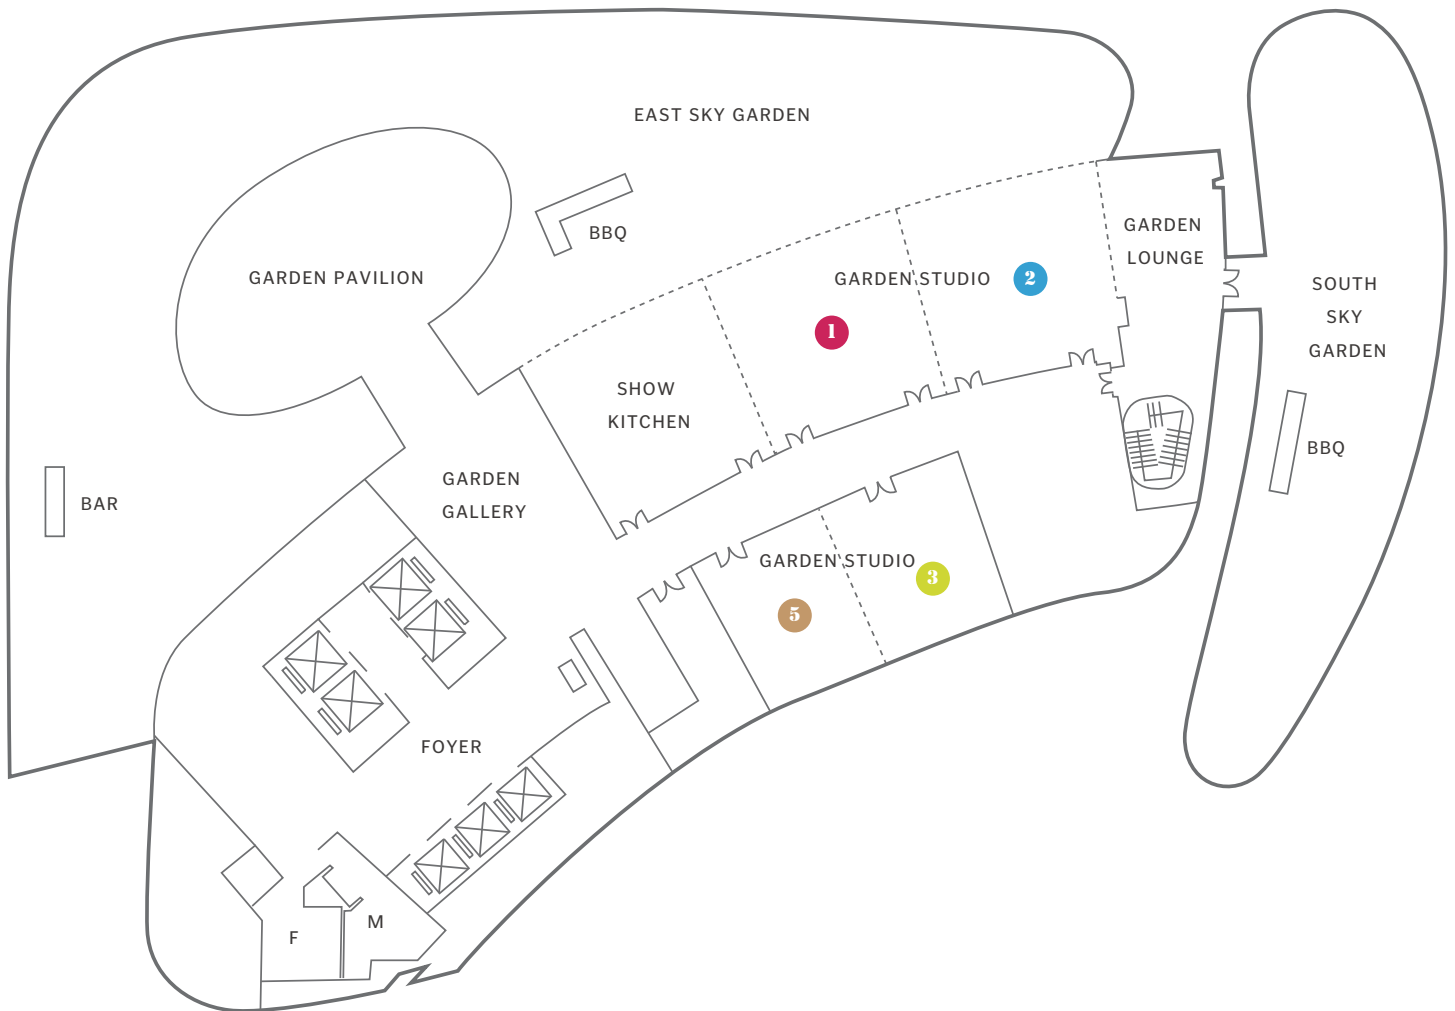 EAST SKY GARDEN
BBQ
GARDEN PAVILION
GARDEN
LOUNGE
GARDEN STUDIO
2
1
SOUTH
SKY
GARDEN
SHOW
KITCHEN
BBQ
BAR
GARDEN
GALLERY
GARDEN STUDIO
3
5
FOYER
F
M